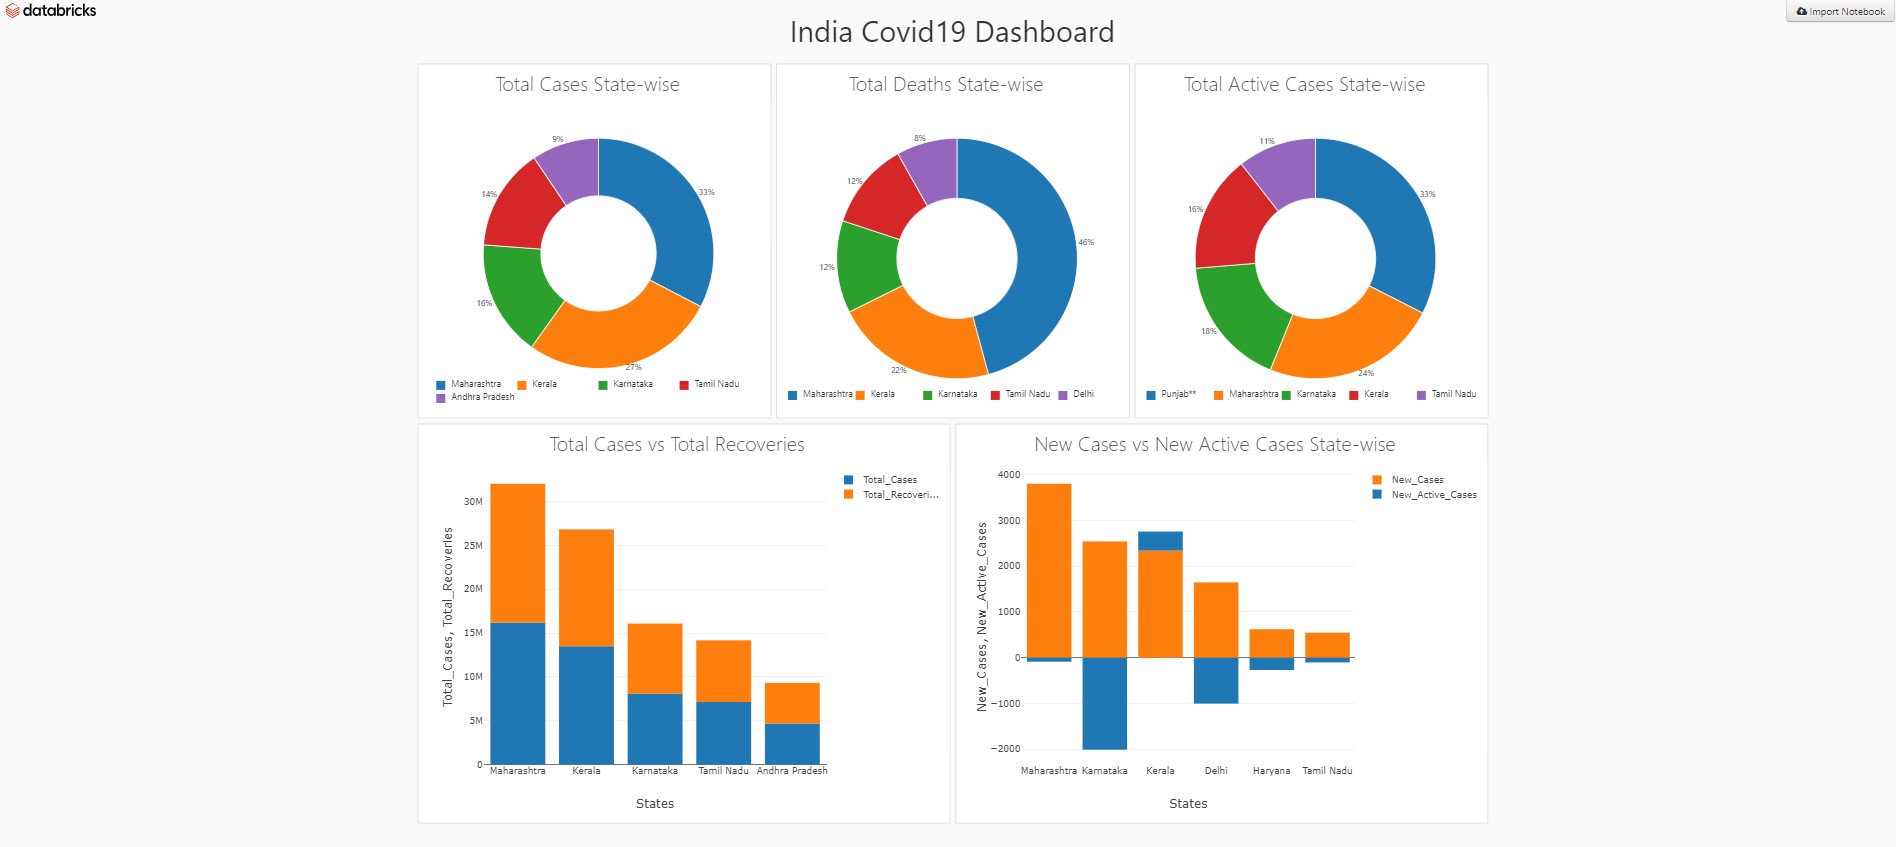 databricks
Import Notebook
India Covid19 Dashboard
Total Cases State-wise
9%
33%
14%
16%
27%
Maharashtra Kerala Karnataka Tamil Nadu
Andhra Pradesh
Total Deaths State-wise
8%
12%
46%
12%
22%
Maharashtra Kerala Karnataka Tamil Nadu Delhi
Total Active Cases State-wise
11%
33%
16%
18%
24%
Punjab** Maharashtra Karnataka Kerala Tamil Nadu
Total Cases vs Total Recoveries
Total_Cases
Total_Recoveri...
Total_Cases, Total_Recoveries
30M
25M
20M
15M
10M
5M
0
Maharashtra Kerala Karnataka Tamil Nadu Andhra Pradesh
States
New Cases vs New Active Cases State-wise
New_Cases
New_Active_Cases
New_Cases, New_Active_Cases
4000
3000
2000
1000
0
−1000
−2000
Maharashtra Karnataka Kerala Delhi Haryana Tamil Nadu
States